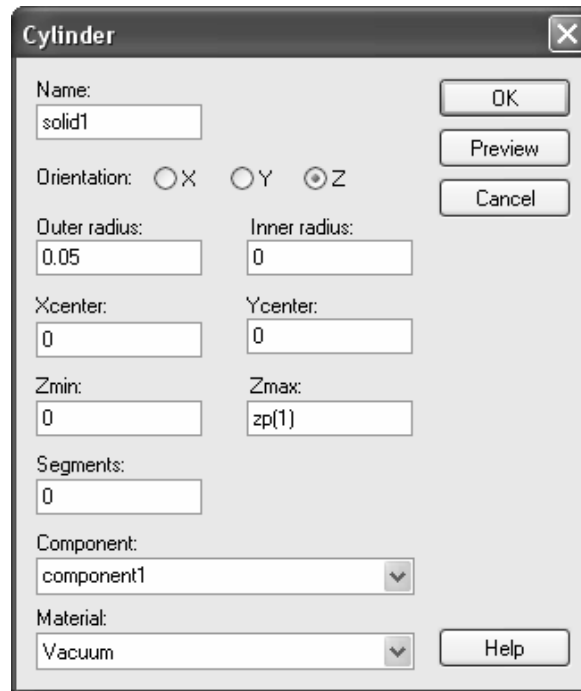 Cylinder
Name:
solid1
OK
Preview
Cancel
Orientation: X Y Z
Outer radius: Inner radius:
0.05 0
Xcenter: Ycenter:
0 0
Zmin: Zmax:
0 zp(1)
Segments:
0
Component:
component1
Material:
Vacuum
Help